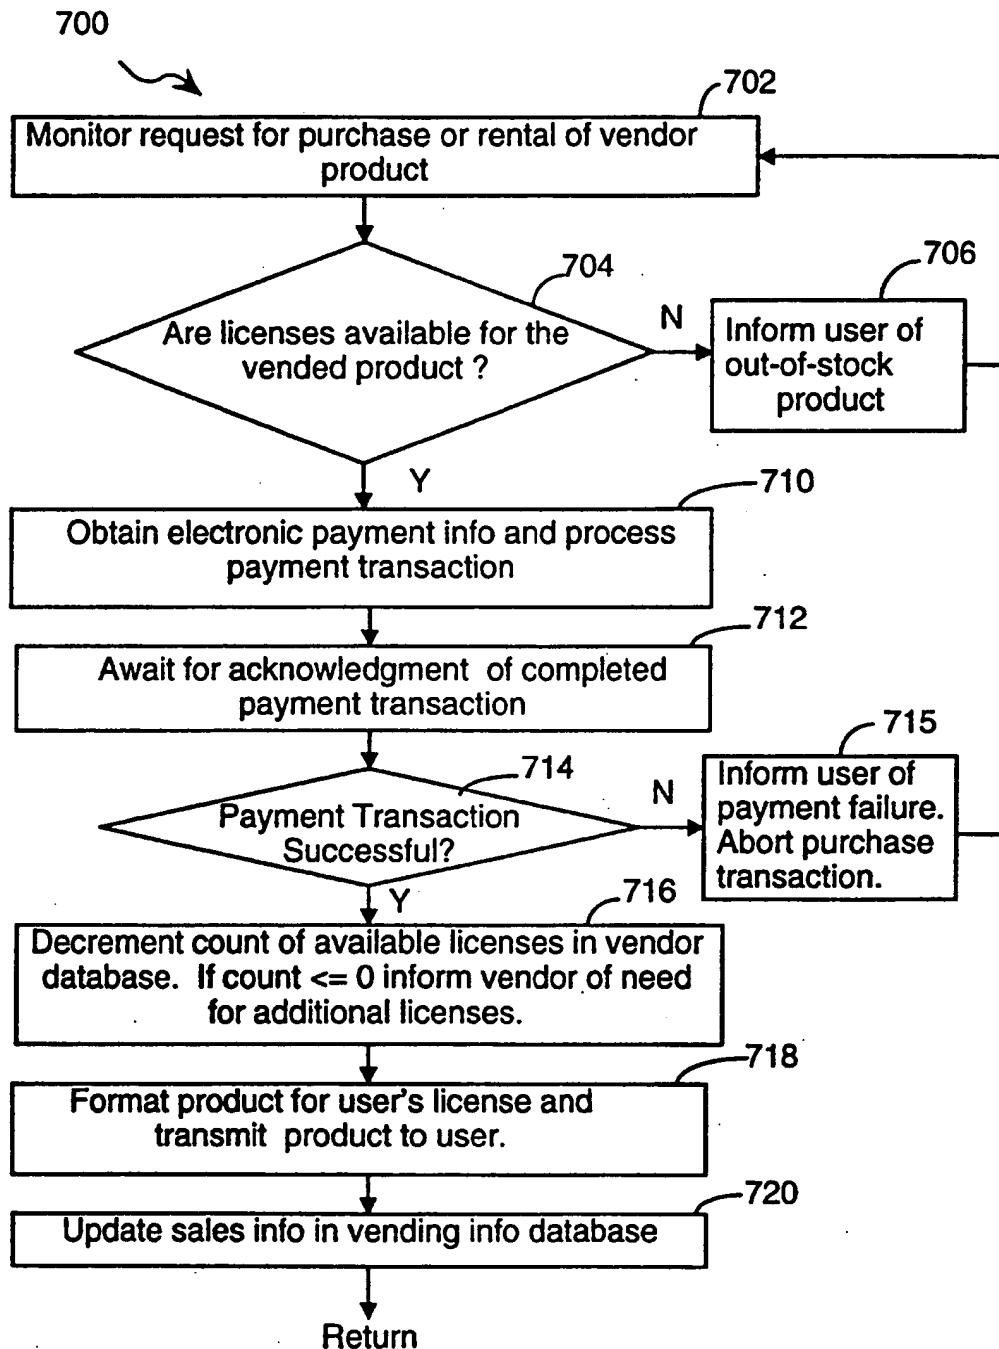 700
702
Monitor request for purchase or rental of vendor
product
704
706
Are licenses available for the
vended product ?
N
Inform user of
out-of-stock
product
Y
710
Obtain electronic payment info and process
payment transaction
712
Await for acknowledgment of completed
payment transaction
714
715
Payment Transaction
Successful?
N
Inform user of
payment failure.
Abort purchase
transaction.
Y
716
Decrement count of available licenses in vendor
database. If count <= 0 inform vendor of need
for additional licenses.
718
Format product for user's license and
transmit product to user.
720
Update sales info in vending info database
Return